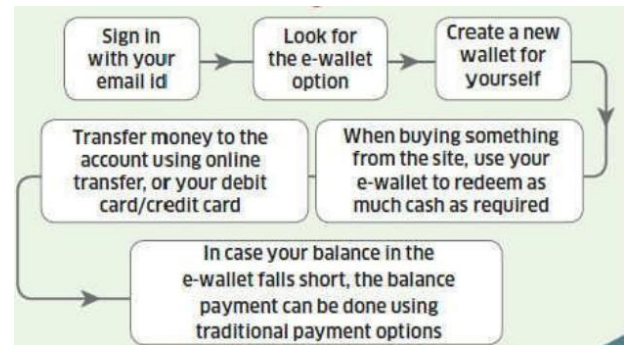 Sign in
with your
email id
Look for
the e-wallet
option
Create a new
wallet for
yourself
When buying something
from the site, use your
e-wallet to redeem as
much cash as required
Transfer money to the
account using online
transfer, or your debit
card/credit card
In case your balance in the
e-wallet falls short, the balance
payment can be done using
traditional payment options